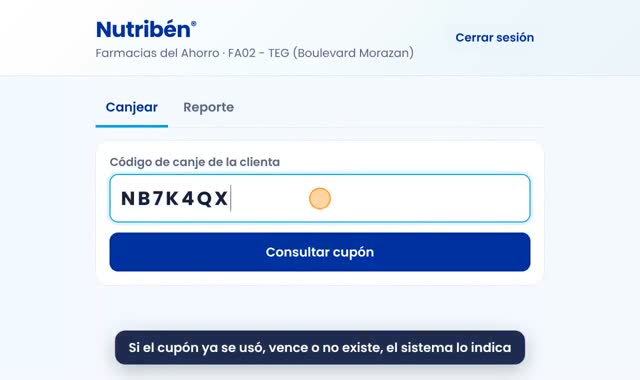 Nutribén®
Farmacias del Ahorro · FA02 - TEG (Boulevard Morazan)
Cerrar sesión
Canjear
Reporte
Código de canje de la clienta
NB7K4QX
Consultar cupón
Si el cupón ya se usó, vence o no existe, el sistema lo indica